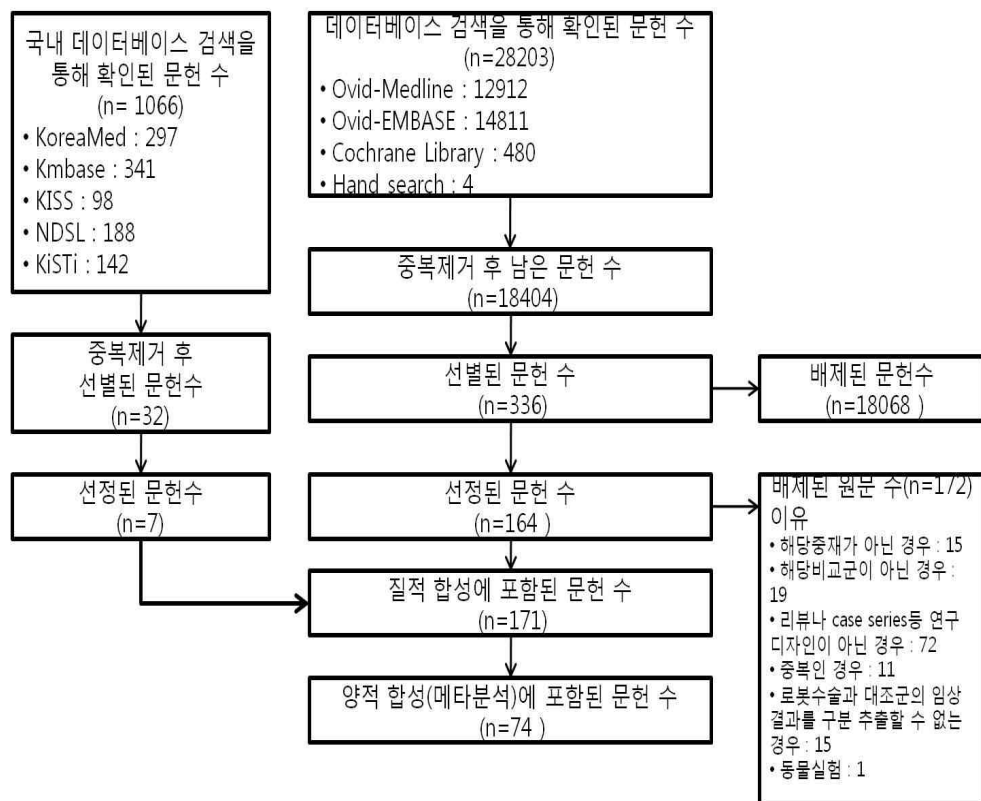 국내 데이터베이스 검색을
통해 확인된 문헌 수
(n= 1066)
• KoreaMed : 297
• Kmbase : 341
• KISS : 98
• NDSL : 188
• KiSTi : 142
데이터베이스 검색을 통해 확인된 문헌 수
(n=28203)
• Ovid-Medline : 12912
• Ovid-EMBASE : 14811
• Cochrane Library : 480
• Hand search : 4
중복제거 후 남은 문헌 수
(n=18404)
중복제거 후
선별된 문헌수
(n=32)
선별된 문헌 수
(n=336)
배제된 문헌수
(n=18068 )
선정된 문헌수
(n=7)
선정된 문헌 수
(n=164 )
배제된 원문 수(n=172)
이유
• 해당중재가 아닌 경우 : 15
• 해당비교군이 아닌 경우 :
19
• 리뷰나 case series등 연구
디자인이 아닌 경우 : 72
• 중복인 경우 : 11
• 로봇수술과 대조군의 임상
결과를 구분 추출할 수 없는
경우 : 15
• 동물실험 : 1
질적 합성에 포함된 문헌 수
(n=171)
양적 합성(메타분석)에 포함된 문헌 수
(n=74 )